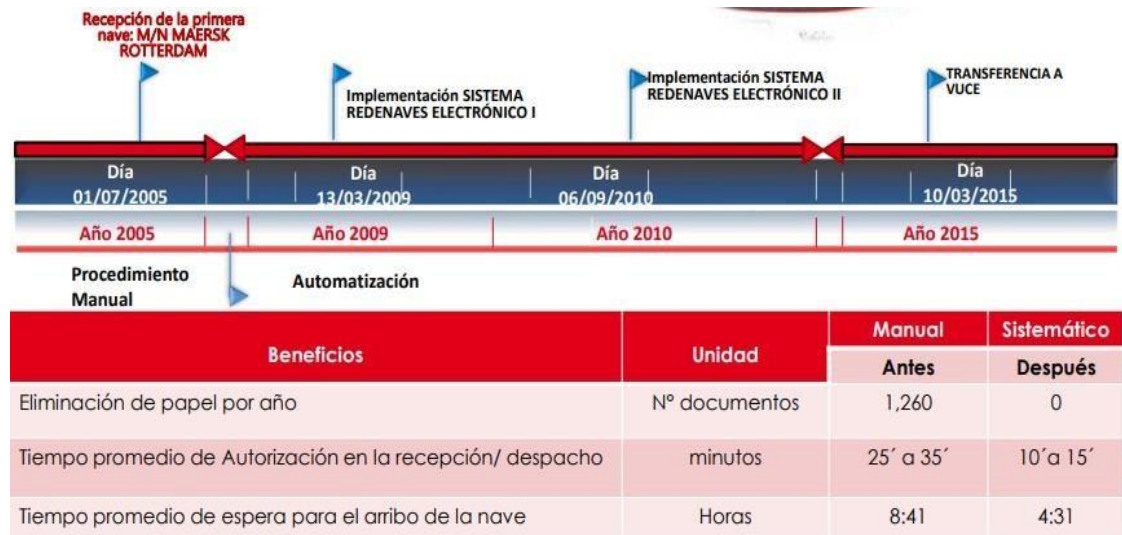 Recepción de la primera
nave: M/N MAERSK
ROTTERDAM
Implementación SISTEMA
REDENAVES ELECTRÓNICO I
Implementación SISTEMA
REDENAVES ELECTRÓNICO II
TRANSFERENCIA A
VUCE
Día
01/07/2005
Día
13/03/2009
Día
06/09/2010
Día
10/03/2015
Año 2005
Año 2009
Año 2010
Año 2015
Procedimiento
Manual
Automatización
Beneficios Unidad Manual Sistemático
Antes Después
Eliminación de papel por año Nº documentos 1,260 0
Tiempo promedio de Autorización en la recepción/ despacho minutos 25´ a 35´ 10´a 15´
Tiempo promedio de espera para el arribo de la nave Horas 8:41 4:31